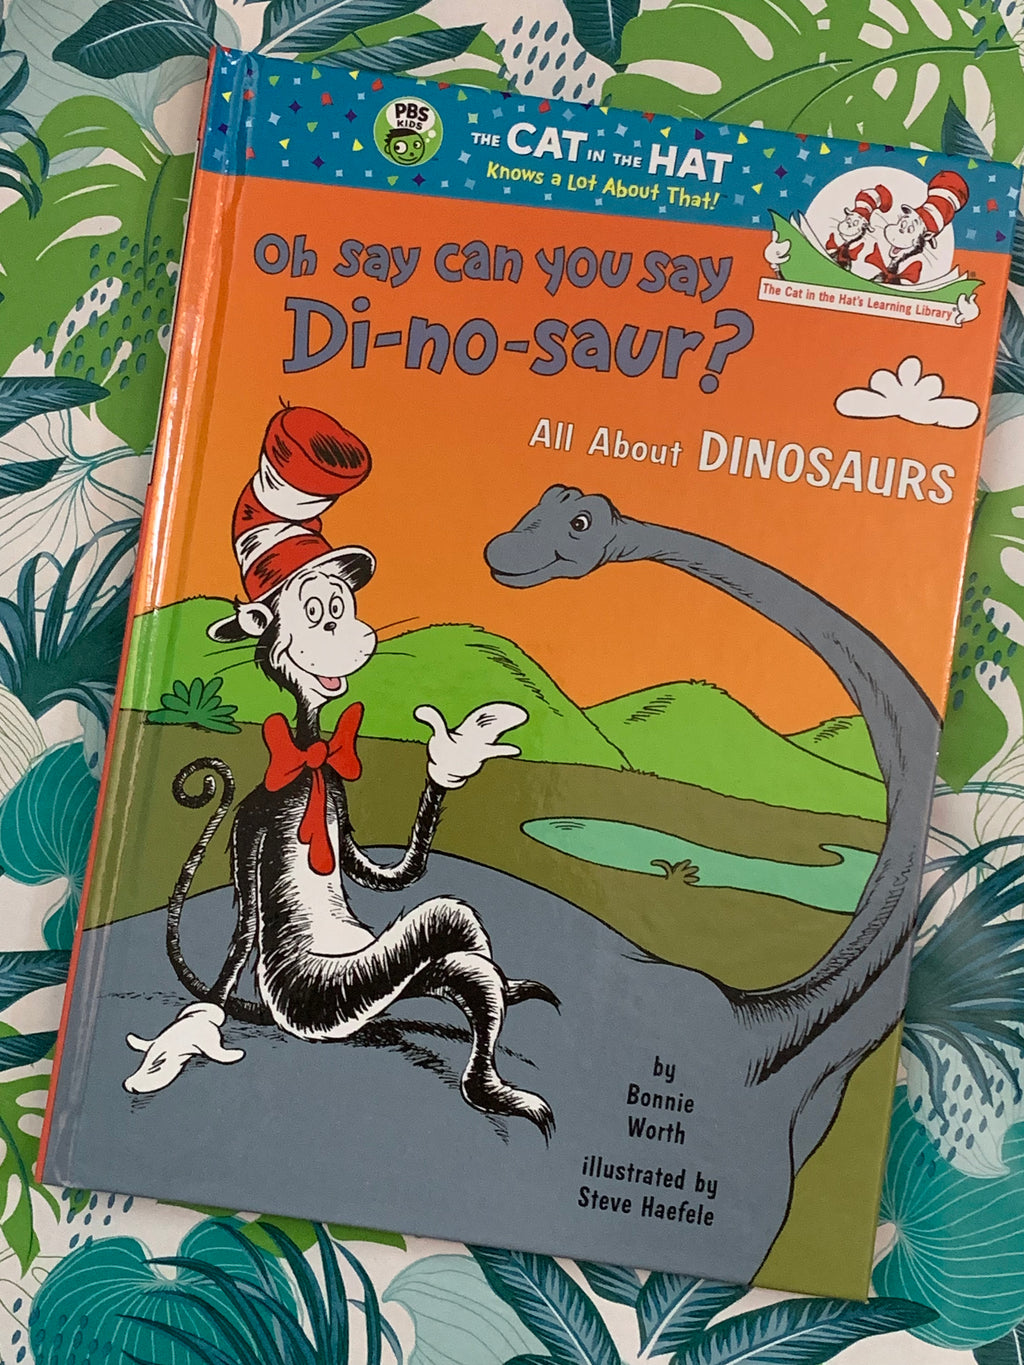 PBS
KIDS
THE CAT IN THE HAT
Knows a Lot About That!
The Cat in the Hat's Learning Library®
Oh say can you say
Di-no-saur?
All About DINOSAURS
by
Bonnie
Worth
illustrated by
Steve Haefele